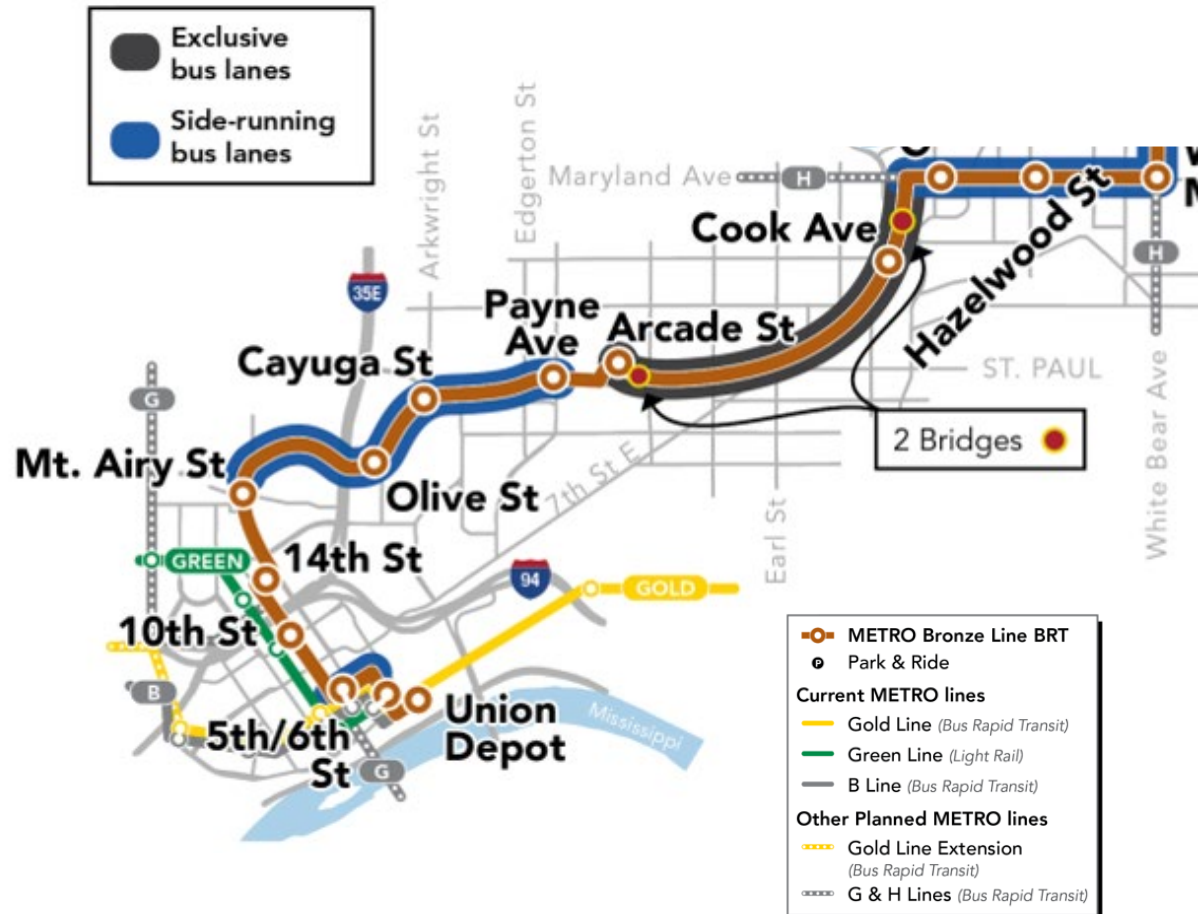 Exclusive
bus lanes
Side-running
bus lanes
Arkwright St
Edgerton St
Maryland Ave
H
Cook Ave
Hazelwood St
H
35E
Payne
Ave
Arcade St
Cayuga St
ST. PAUL
White Bear Ave
G
2 Bridges
Mt. Airy St
Olive St
7th St E
Earl St
GREEN
14th St
94
GOLD
10th St
B
Union
Depot
5th/6th
St
G
Mississippi
METRO Bronze Line BRT
P
Park & Ride
Current METRO lines
Gold Line (Bus Rapid Transit)
Green Line (Light Rail)
B Line (Bus Rapid Transit)
Other Planned METRO lines
Gold Line Extension
(Bus Rapid Transit)
G & H Lines (Bus Rapid Transit)